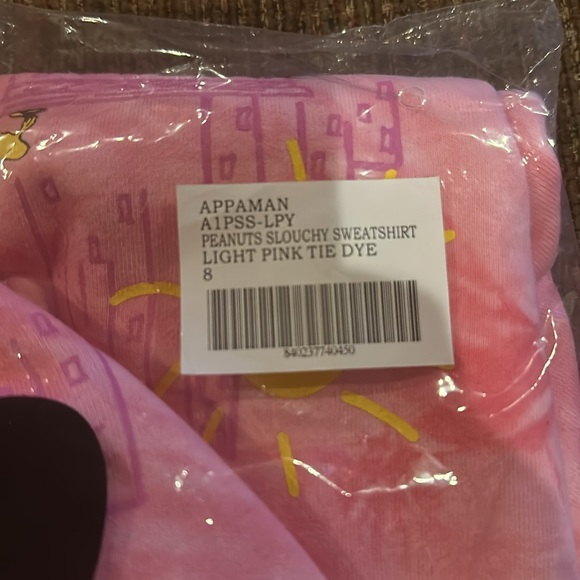 APPAMAN
A1PSS-LPY
PEANUTS SLOUCHY SWEATSHIRT
LIGHT PINK TIE DYE
8
840237740450